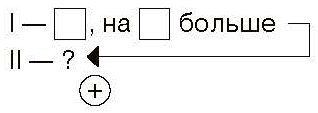 I — □, на □ больше
II — ?
+